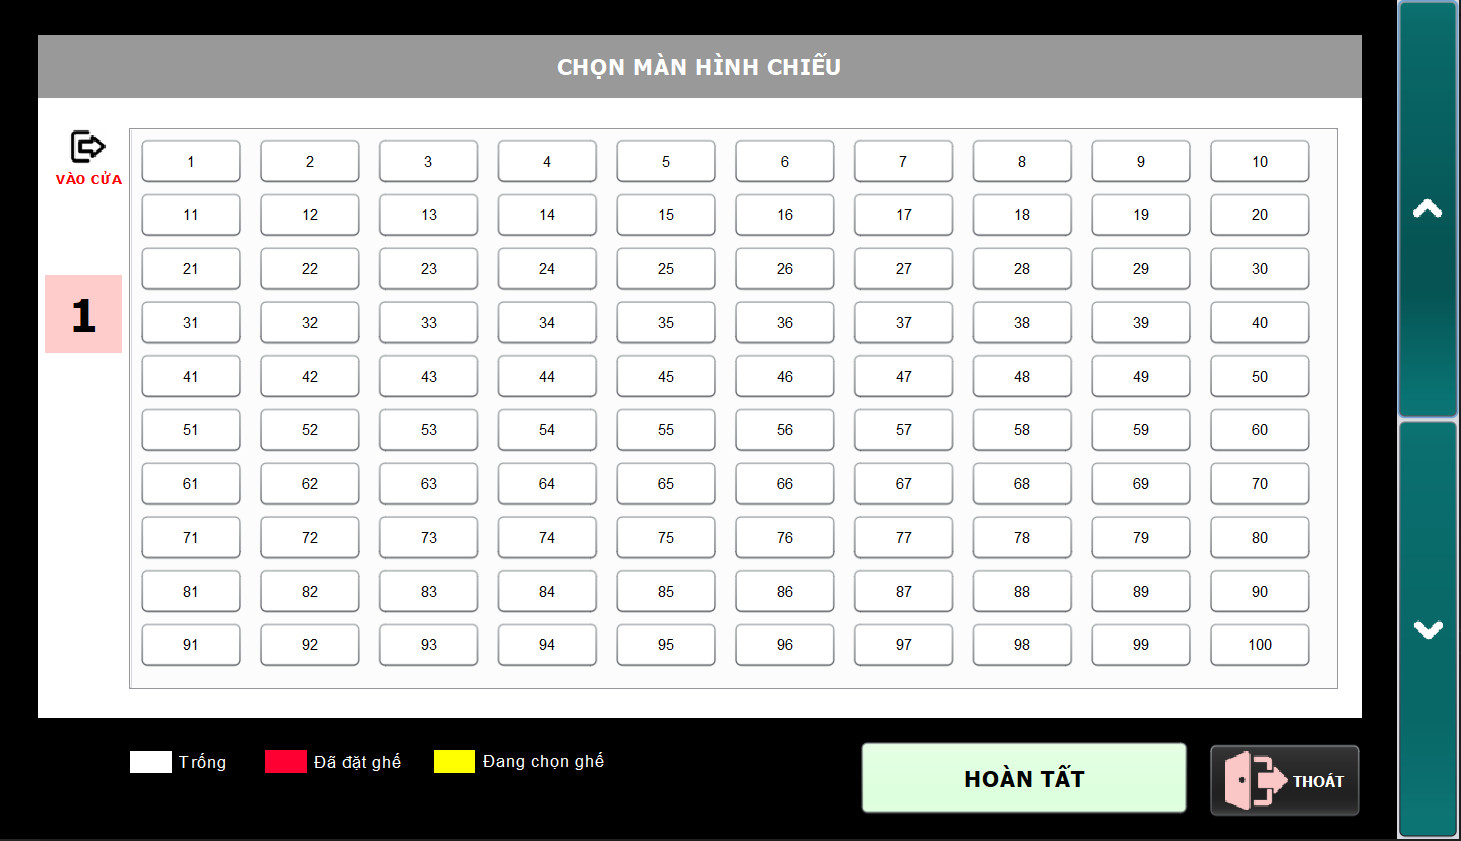 CHỌN MÀN HÌNH CHIẾU
VÀO CỬA
1 2 3 4 5 6 7 8 9 10
11 12 13 14 15 16 17 18 19 20
21 22 23 24 25 26 27 28 29 30
1
31 32 33 34 35 36 37 38 39 40
41 42 43 44 45 46 47 48 49 50
51 52 53 54 55 56 57 58 59 60
61 62 63 64 65 66 67 68 69 70
71 72 73 74 75 76 77 78 79 80
81 82 83 84 85 86 87 88 89 90
91 92 93 94 95 96 97 98 99 100
Trống Đã đặt ghế Đang chọn ghế
HOÀN TẤT
THOÁT